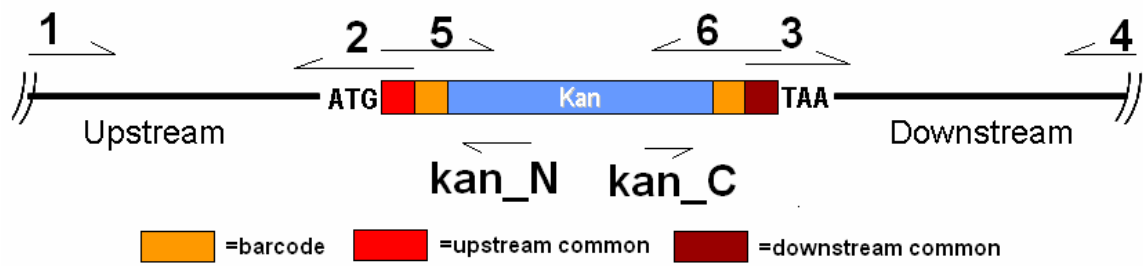 1 2 5 6 3 4
ATG Kan TAA
Upstream Downstream
kan_N kan_C
=barcode =upstream common =downstream common